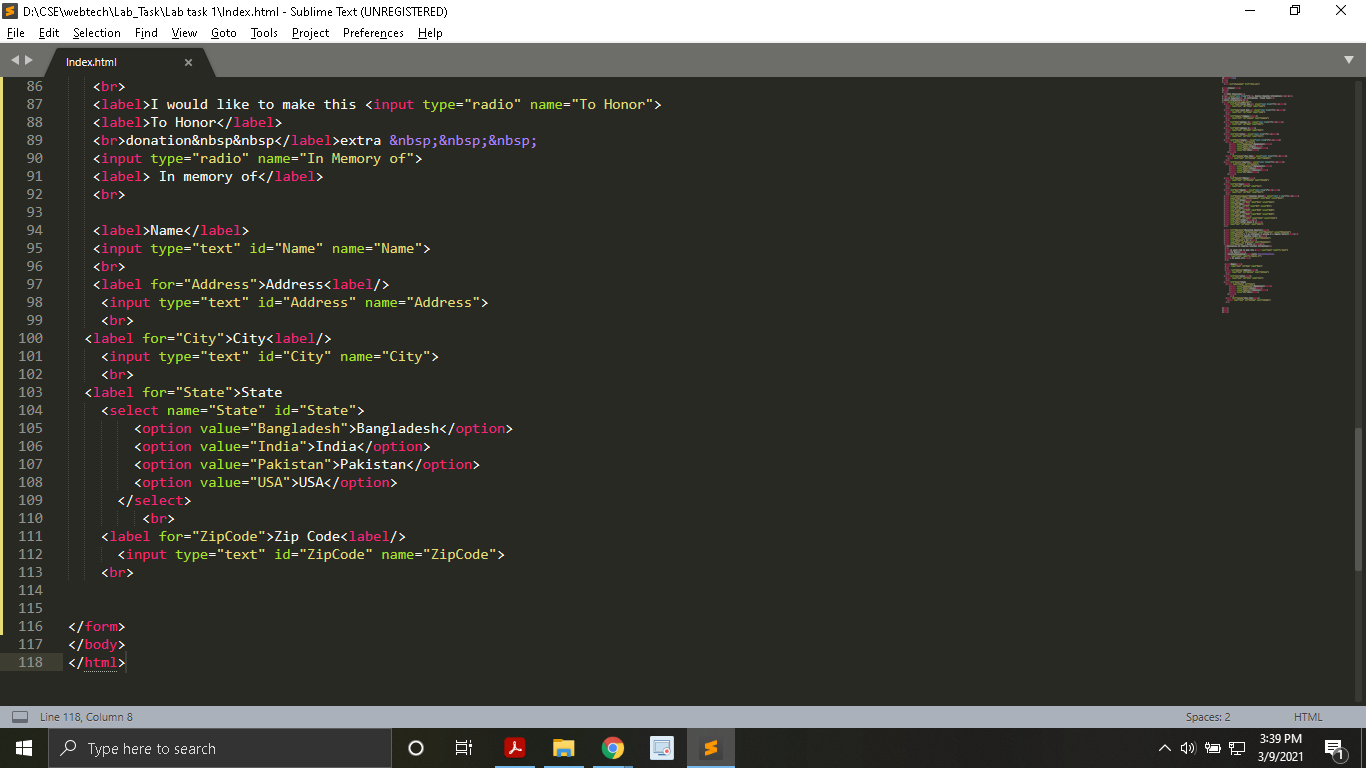 D:\CSE\webtech\Lab_Task\Lab task 1\Index.html - Sublime Text (UNREGISTERED)
File Edit Selection Find View Goto Tools Project Preferences Help
Index.html
86 <br>
87 <label>I would like to make this <input type="radio" name="To Honor">
88 <label>To Honor</label>
89 <br>donation&nbsp&nbsp</label>extra &nbsp;&nbsp;&nbsp;
90 <input type="radio" name="In Memory of">
91 <label> In memory of</label>
92 <br>
93
94 <label>Name</label>
95 <input type="text" id="Name" name="Name">
96 <br>
97 <label for="Address">Address<label/>
98 <input type="text" id="Address" name="Address">
99 <br>
100 <label for="City">City<label/>
101 <input type="text" id="City" name="City">
102 <br>
103 <label for="State">State
104 <select name="State" id="State">
105 <option value="Bangladesh">Bangladesh</option>
106 <option value="India">India</option>
107 <option value="Pakistan">Pakistan</option>
108 <option value="USA">USA</option>
109 </select>
110 <br>
111 <label for="ZipCode">Zip Code<label/>
112 <input type="text" id="ZipCode" name="ZipCode">
113 <br>
114
115
116 </form>
117 </body>
118 </html>
Line 118, Column 8 Spaces: 2 HTML
Type here to search
3:39 PM
3/9/2021
1